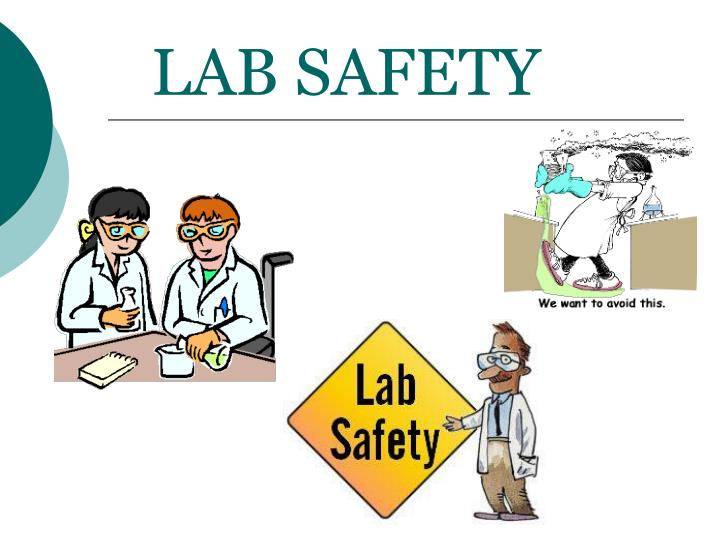 LAB SAFETY
We want to avoid this.
Lab
Safety